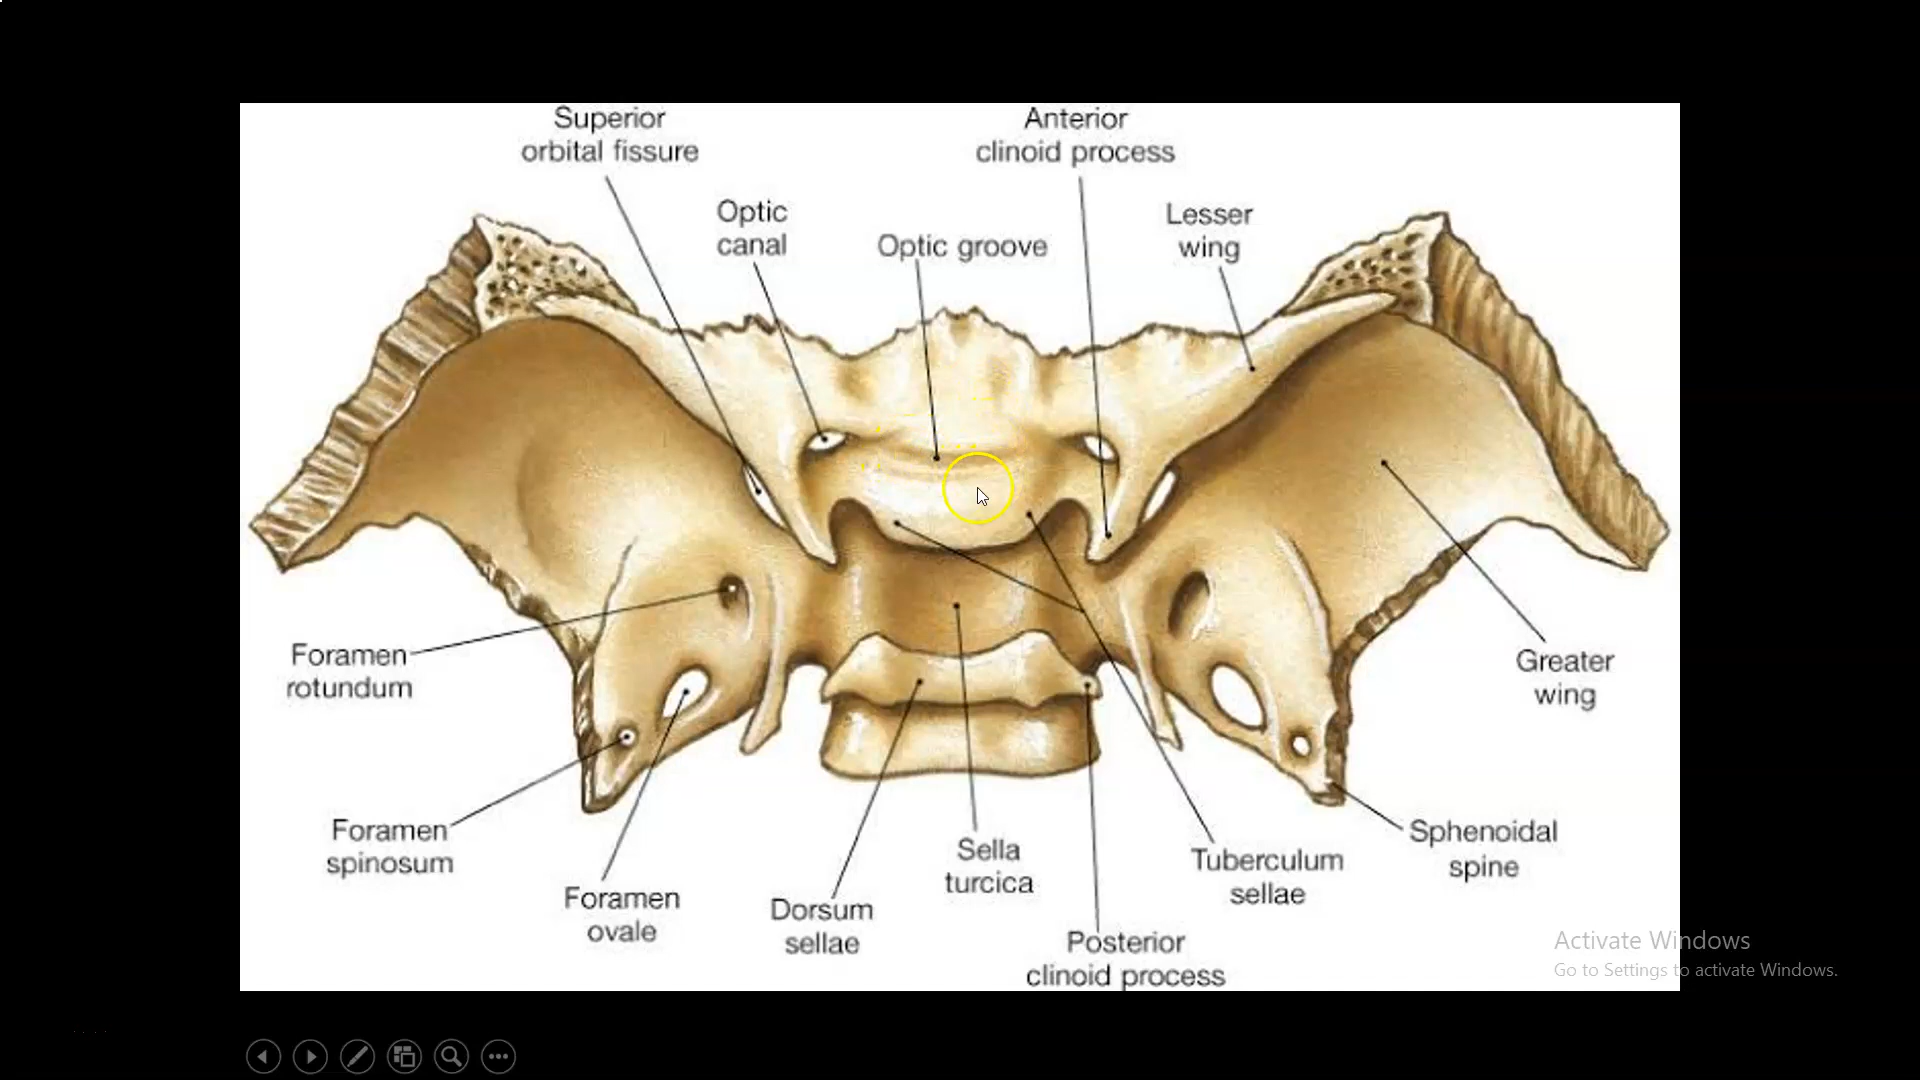 Superior
orbital fissure
Anterior
clinoid process
Optic
canal
Optic groove
Lesser
wing
Foramen
rotundum
Greater
wing
Foramen
spinosum
Foramen
ovale
Dorsum
sellae
Sella
turcica
Posterior
clinoid process
Tuberculum
sellae
Sphenoidal
spine
Activate Windows
Go to Settings to activate Windows.